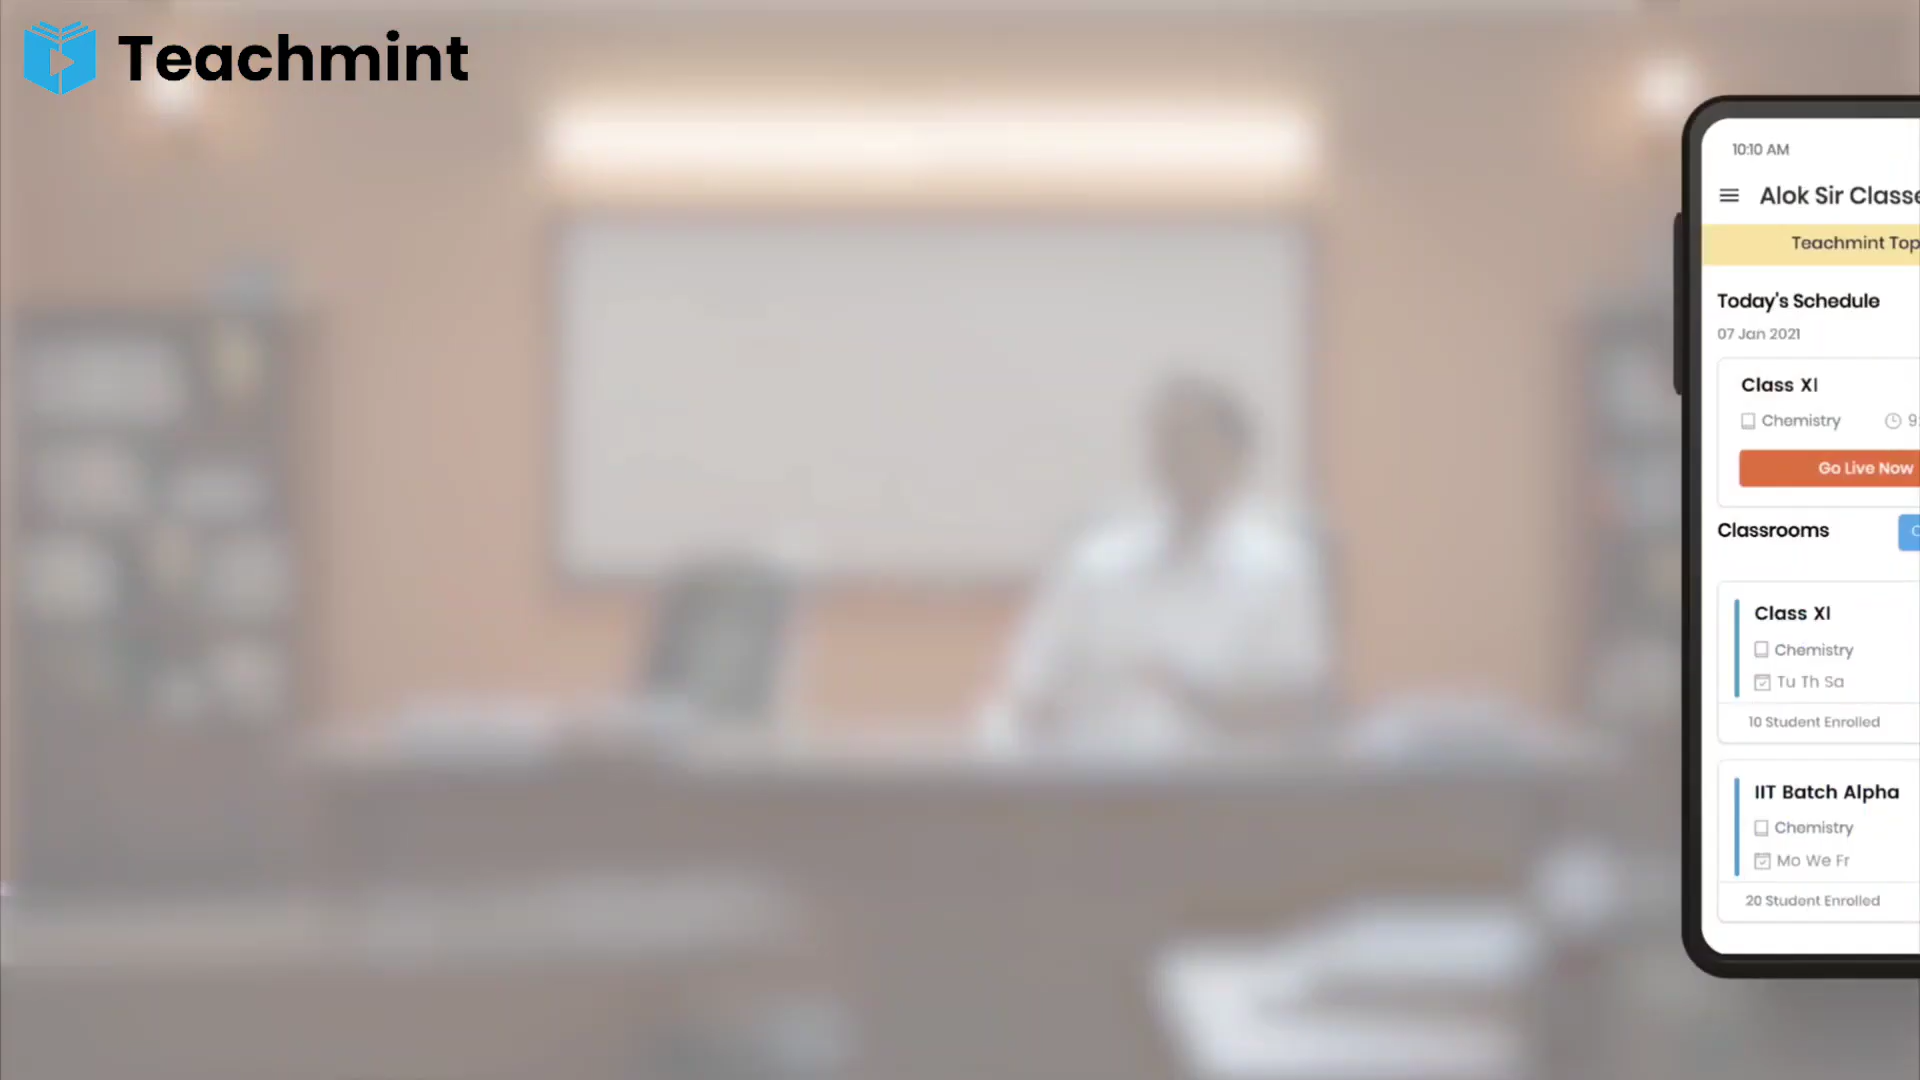 Teachmint
10:10 AM
Alok Sir Classe
Teachmint Top
Today's Schedule
07 Jan 2021
Class XI
Chemistry
9:
Go Live Now
Classrooms
Class XI
Chemistry
Tu Th Sa
10 Student Enrolled
IIT Batch Alpha
Chemistry
Mo We Fr
20 Student Enrolled